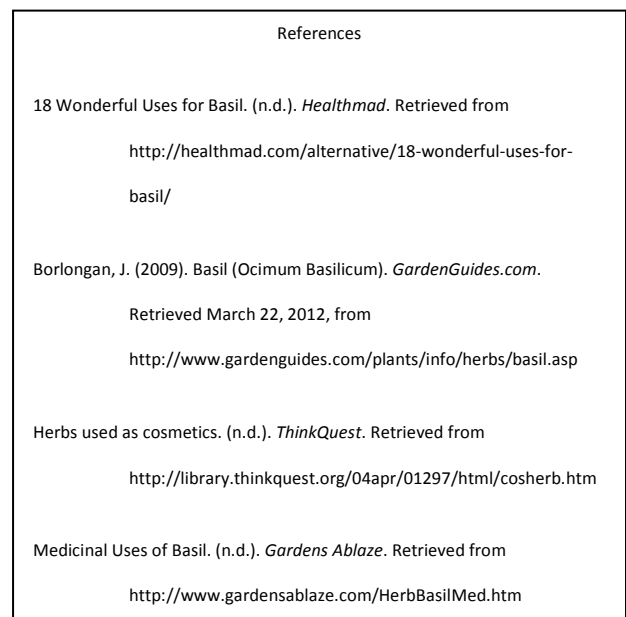 References
18 Wonderful Uses for Basil. (n.d.). Healthmad. Retrieved from
http://healthmad.com/alternative/18-wonderful-uses-for-
basil/
Borlongan, J. (2009). Basil (Ocimum Basilicum). GardenGuides.com.
Retrieved March 22, 2012, from
http://www.gardenguides.com/plants/info/herbs/basil.asp
Herbs used as cosmetics. (n.d.). ThinkQuest. Retrieved from
http://library.thinkquest.org/04apr/01297/html/cosherb.htm
Medicinal Uses of Basil. (n.d.). Gardens Ablaze. Retrieved from
http://www.gardensablaze.com/HerbBasilMed.htm